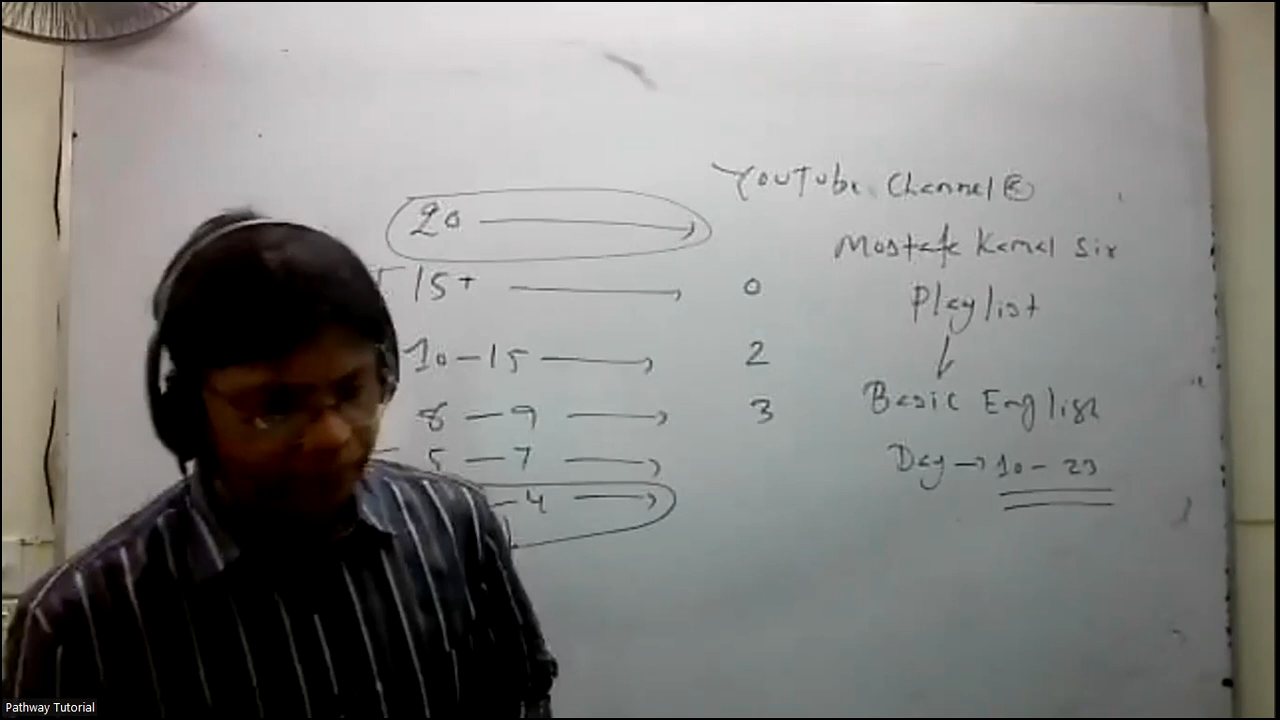 20 →
15+ → 0
10 – 15 → 2
8 – 9 → 3
5 – 7 →
– 4 →
YouTube Channel
Mostafa Kamal Sir
Playlist
Basic English
Day → 10 – 23
Pathway Tutorial